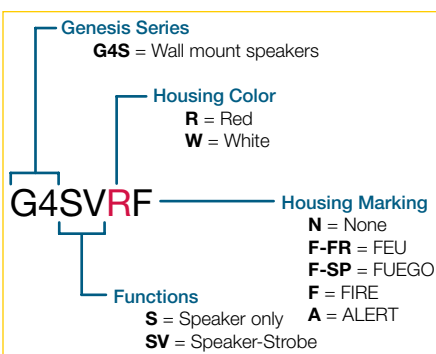 Genesis Series
G4S = Wall mount speakers
Housing Color
R = Red
W = White
G4SVRF
Housing Marking
N = None
F-FR = FEU
F-SP = FUEGO
F = FIRE
A = ALERT
Functions
S = Speaker only
SV = Speaker-Strobe